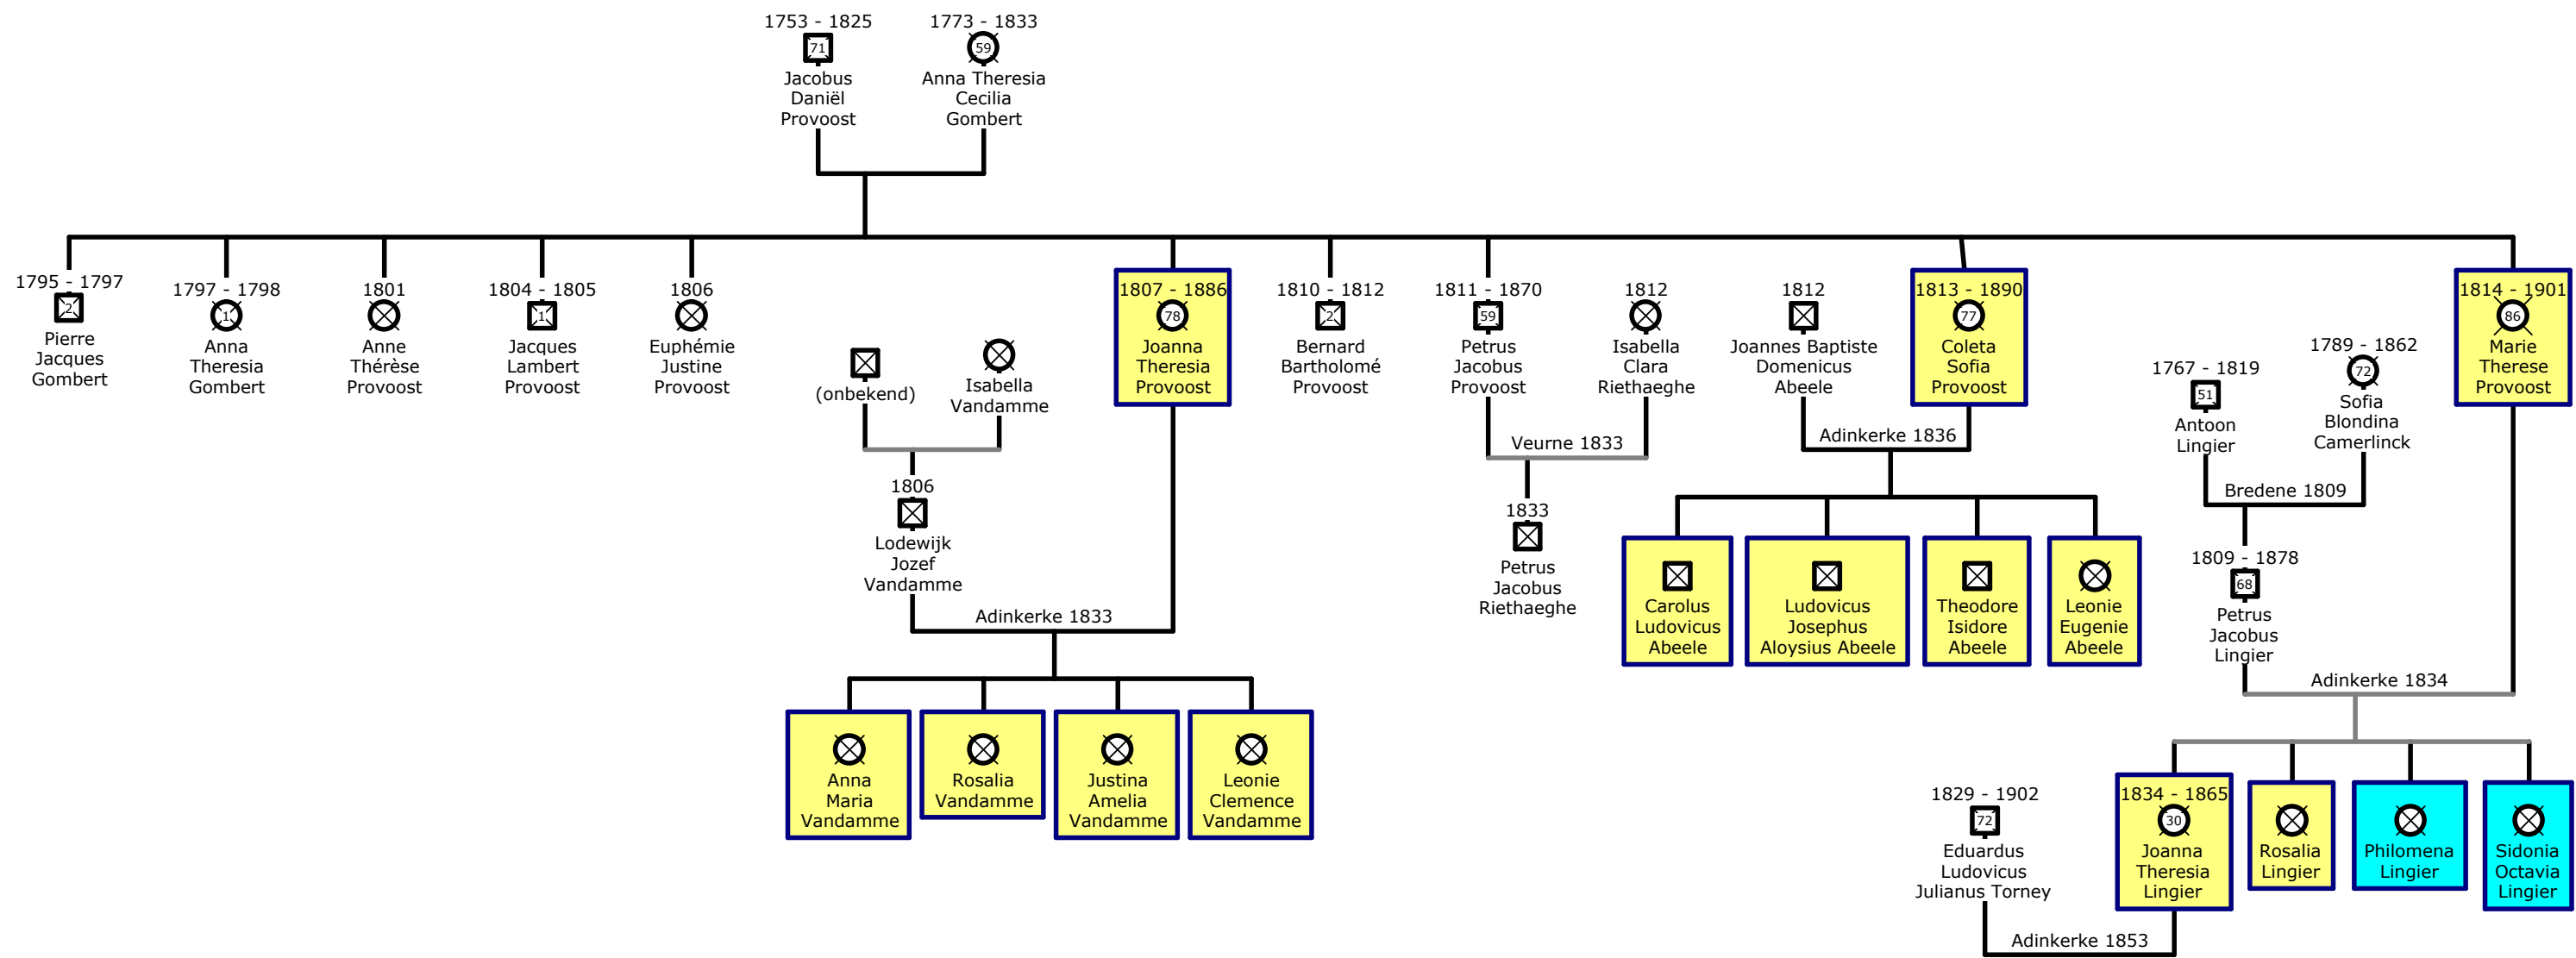 1753 - 1825
71
Jacobus
Daniël
Provoost
1773 - 1833
59
Anna Theresia
Cecilia
Gombert
1795 - 1797
2
Pierre
Jacques
Gombert
1797 - 1798
1
Anna
Theresia
Gombert
1801
Anne
Thérèse
Provoost
1804 - 1805
1
Jacques
Lambert
Provoost
1806
Euphémie
Justine
Provoost
(onbekend)
Isabella
Vandamme
1807 - 1886
78
Joanna
Theresia
Provoost
1810 - 1812
2
Bernard
Bartholomé
Provoost
1811 - 1870
59
Petrus
Jacobus
Provoost
1812
Isabella
Clara
Riethaeghe
1812
Joannes Baptiste
Domenicus
Abeele
1813 - 1890
77
Coleta
Sofia
Provoost
1767 - 1819
51
Antoon
Lingier
1789 - 1862
72
Sofia
Blondina
Camerlinck
1814 - 1901
86
Marie
Therese
Provoost
Veurne 1833
Adinkerke 1836
Bredene 1809
1806
Lodewijk
Jozef
Vandamme
1833
Petrus
Jacobus
Riethaeghe
Carolus
Ludovicus
Abeele
Ludovicus
Josephus
Aloysius Abeele
Theodore
Isidore
Abeele
Leonie
Eugenie
Abeele
1809 - 1878
68
Petrus
Jacobus
Lingier
Adinkerke 1833
Adinkerke 1834
Anna
Maria
Vandamme
Rosalia
Vandamme
Justina
Amelia
Vandamme
Leonie
Clemence
Vandamme
1829 - 1902
72
Eduardus
Ludovicus
Julianus Torney
1834 - 1865
30
Joanna
Theresia
Lingier
Rosalia
Lingier
Philomena
Lingier
Sidonia
Octavia
Lingier
Adinkerke 1853